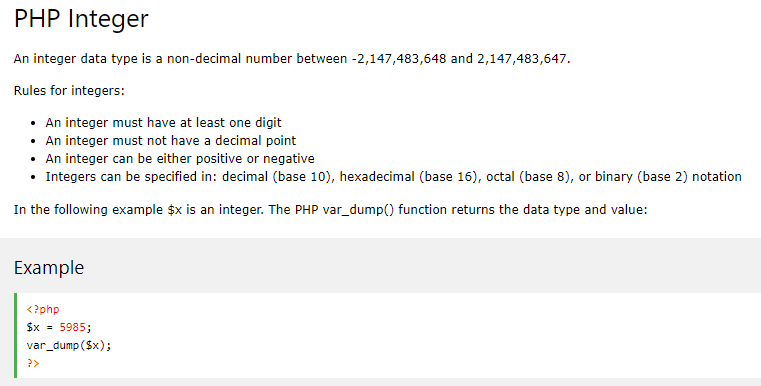 PHP Integer
An integer data type is a non-decimal number between -2,147,483,648 and 2,147,483,647.
Rules for integers:
• An integer must have at least one digit
• An integer must not have a decimal point
• An integer can be either positive or negative
• Integers can be specified in: decimal (base 10), hexadecimal (base 16), octal (base 8), or binary (base 2) notation
In the following example $x is an integer. The PHP var_dump() function returns the data type and value:
Example
<?php
$x = 5985;
var_dump($x);
?>